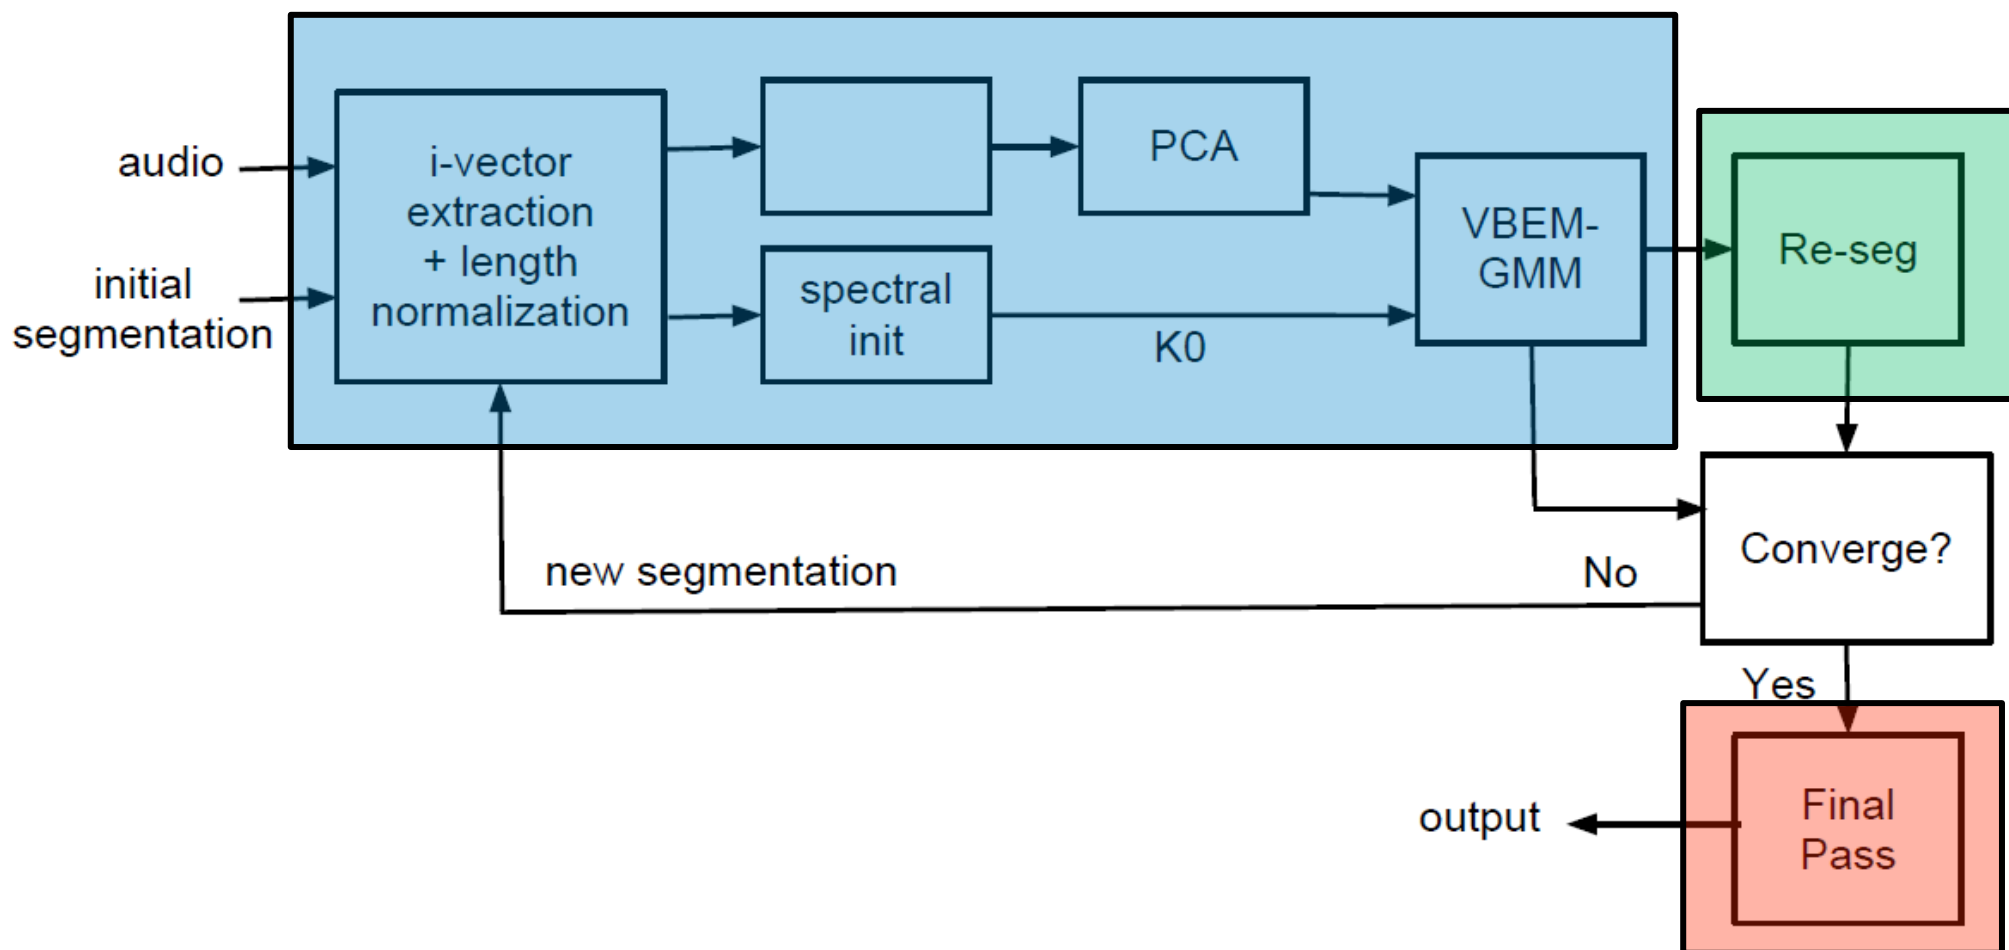 audio
initial
segmentation
i-vector
extraction
+ length
normalization
PCA
spectral
init
K0
VBEM-
GMM
Re-seg
Converge?
No
new segmentation
Yes
Final
Pass
output